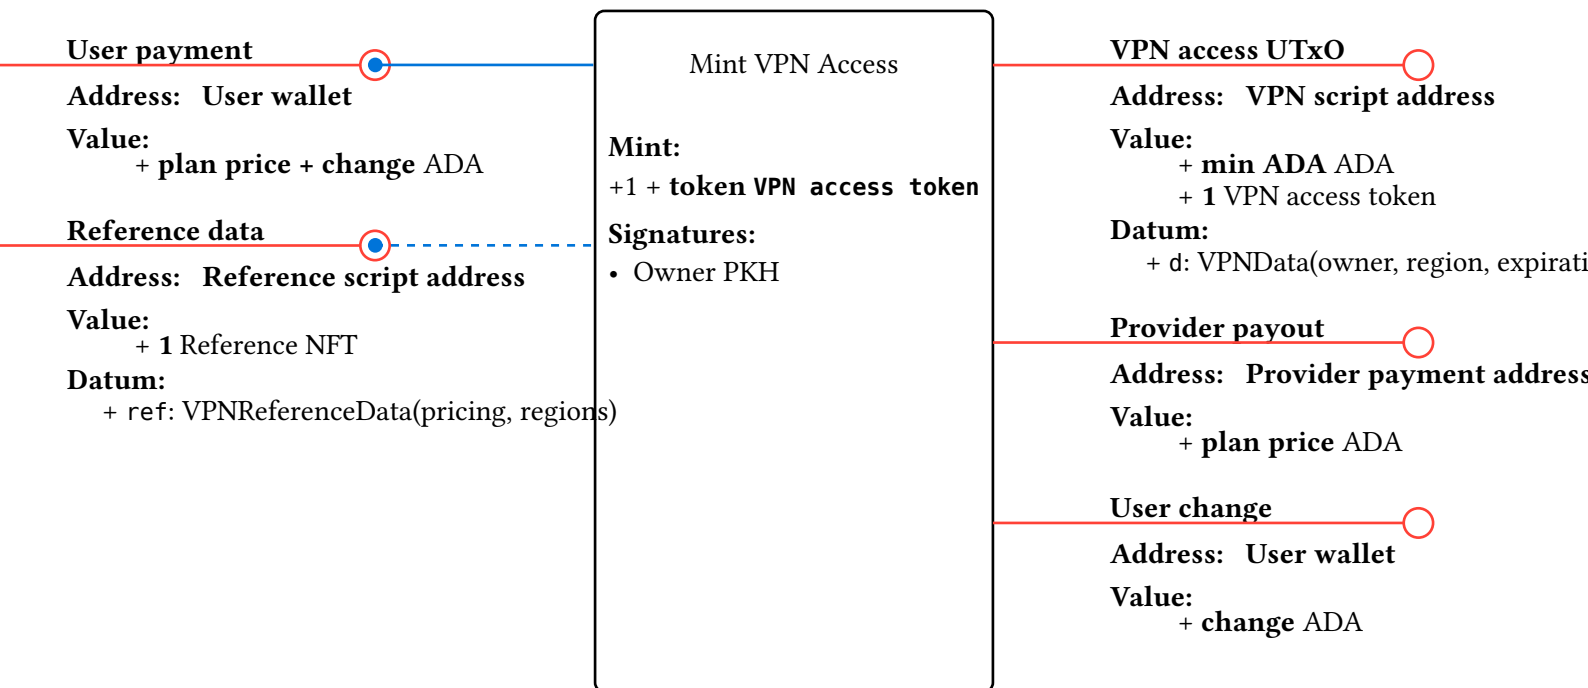 User payment
Address: User wallet
Value:
+ plan price + change ADA
Reference data
Address: Reference script address
Value:
+ 1 Reference NFT
Datum:
+ ref: VPNReferenceData(pricing, regions)
Mint VPN Access
Mint:
+1 + token VPN access token
Signatures:
• Owner PKH
VPN access UTxO
Address: VPN script address
Value:
+ min ADA ADA
+ 1 VPN access token
Datum:
+ d: VPNData(owner, region, expirati
Provider payout
Address: Provider payment address
Value:
+ plan price ADA
User change
Address: User wallet
Value:
+ change ADA